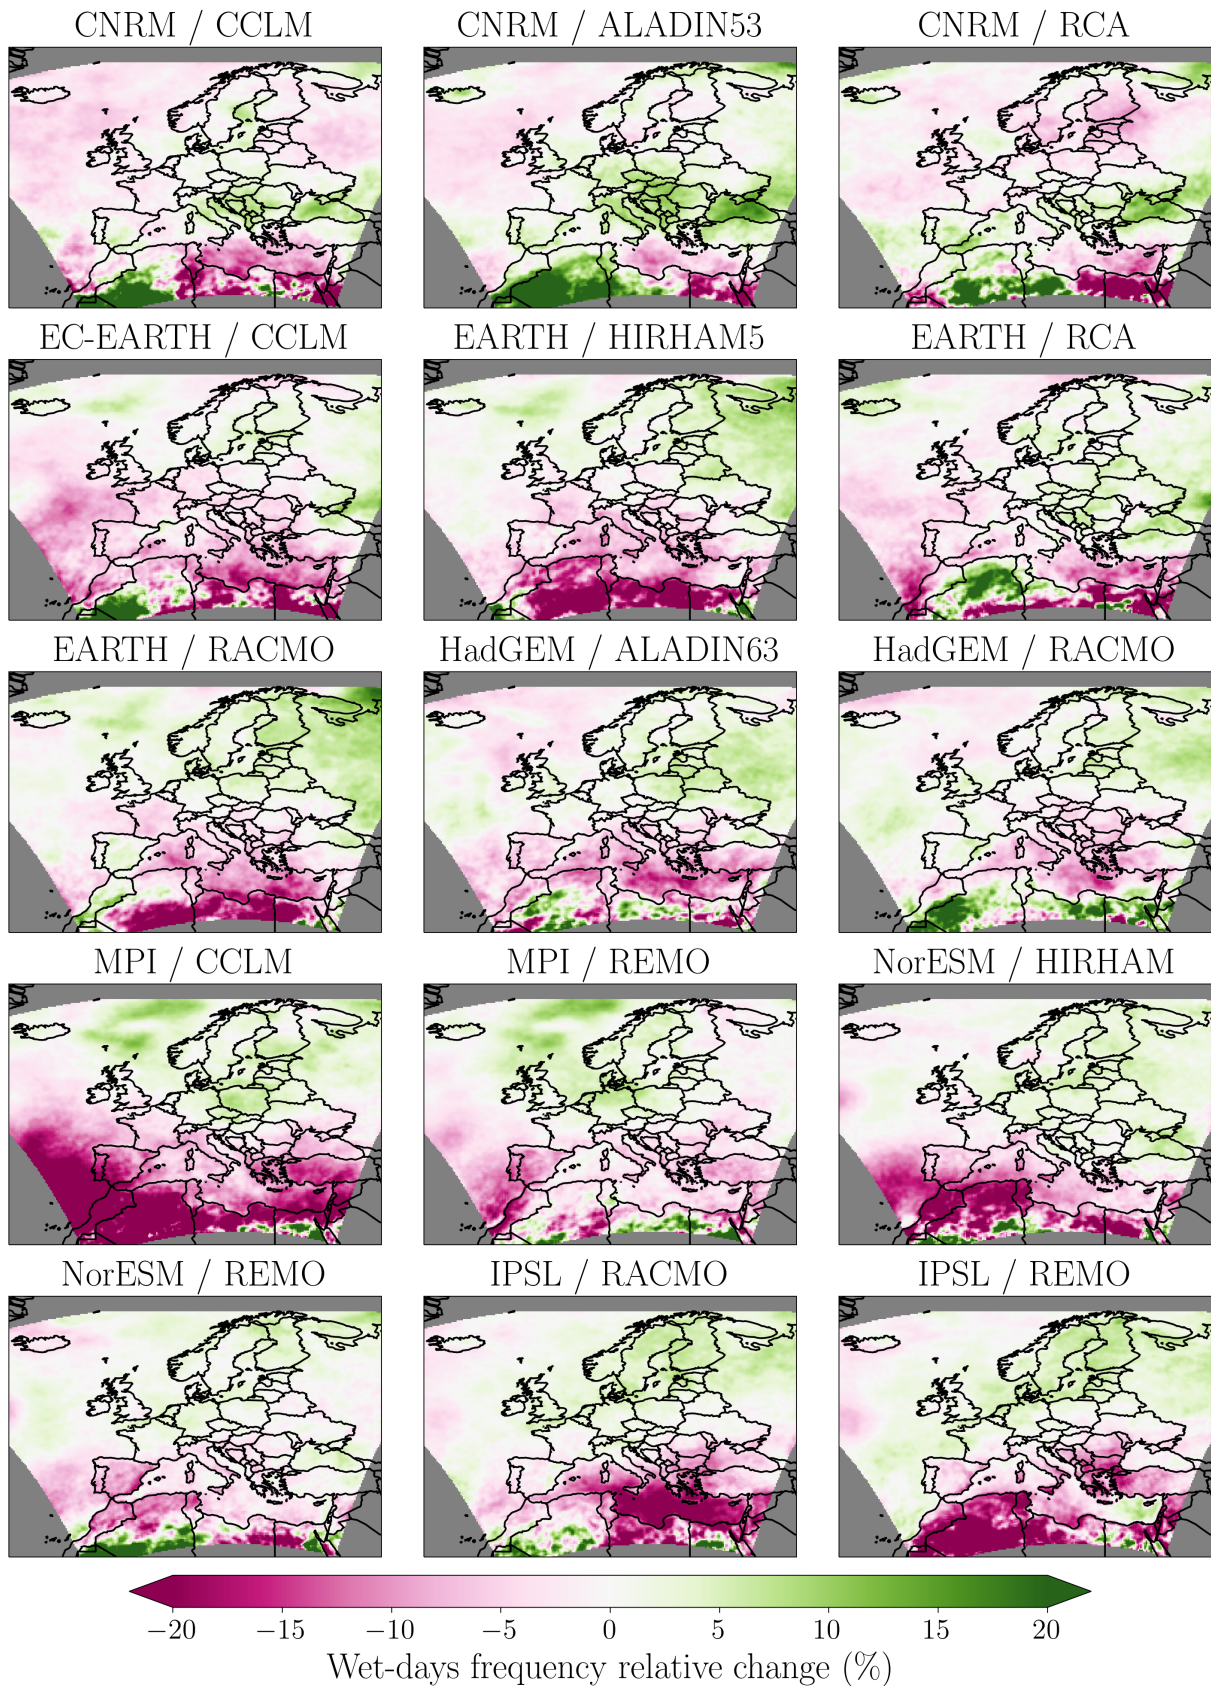 CNRM / CCLM
CNRM / ALADIN53
CNRM / RCA
EC-EARTH / CCLM
EARTH / HIRHAM5
EARTH / RCA
EARTH / RACMO
HadGEM / ALADIN63
HadGEM / RACMO
MPI / CCLM
MPI / REMO
NorESM / HIRHAM
NorESM / REMO
IPSL / RACMO
IPSL / REMO
−20 −15 −10 −5 0 5 10 15 20
Wet-days frequency relative change (%)